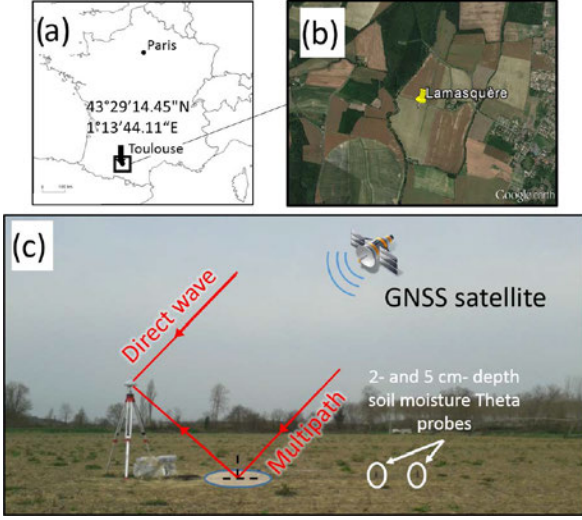 (a)
Paris
43°29'14.45"N
1°13'44.11"E
Toulouse
(b)
Lamasquère
Google earth
(c)
GNSS satellite
Direct wave
Multipath
2- and 5 cm- depth
soil moisture Theta
probes